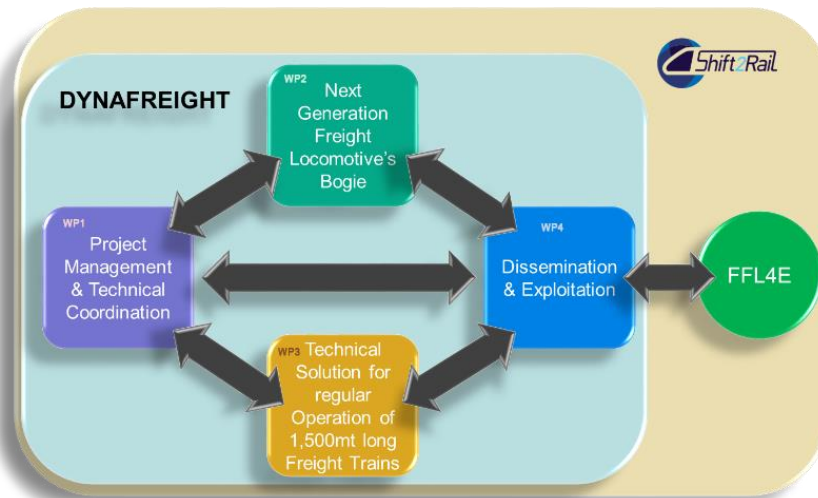 Shift2Rail
DYNAFREIGHT
WP2
Next
Generation
Freight
Locomotive's
Bogie
WP1
Project
Management
& Technical
Coordination
WP4
Dissemination
& Exploitation
FFL4E
WP3
Technical
Solution for
regular
Operation of
1,500mt long
Freight Trains